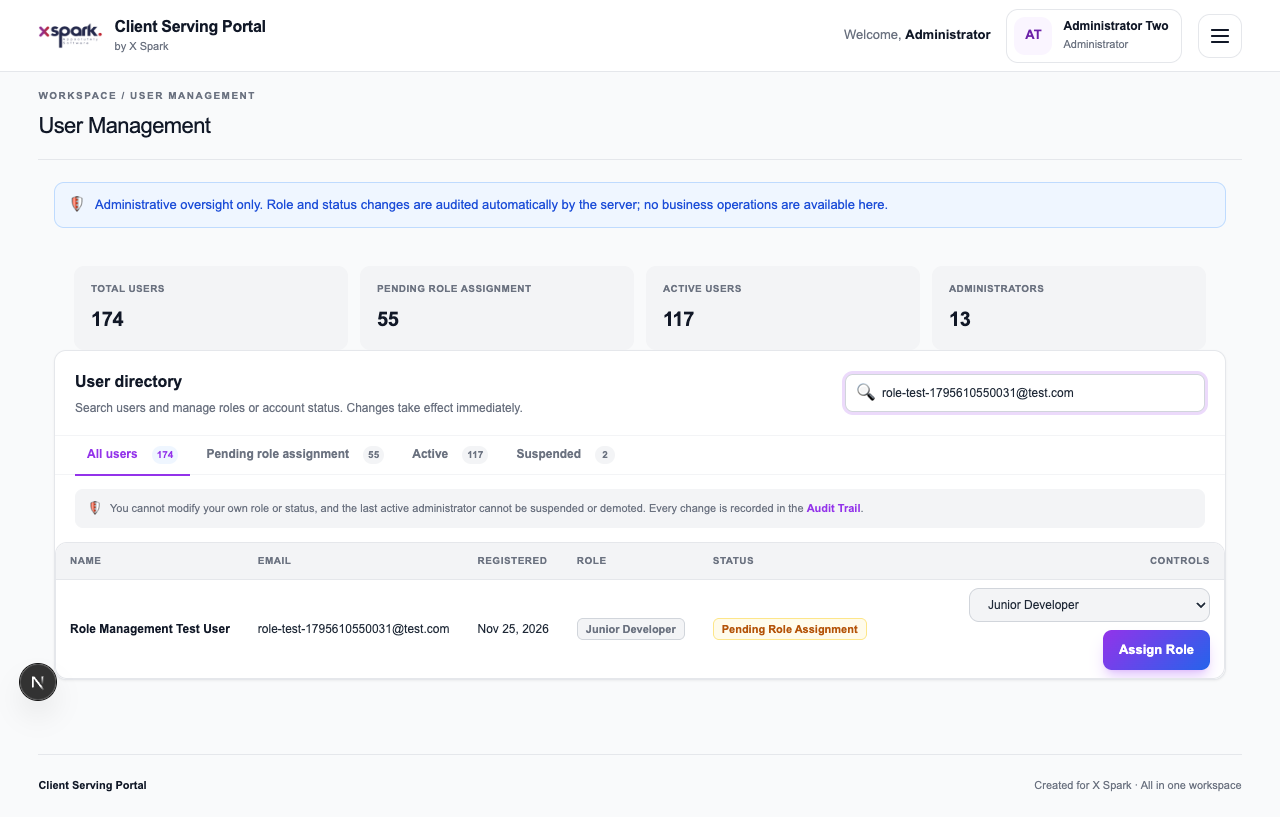 xspark.
Client Serving Portal
by X Spark
Welcome, Administrator
AT
Administrator Two
Administrator
WORKSPACE / USER MANAGEMENT
User Management
Administrative oversight only. Role and status changes are audited automatically by the server; no business operations are available here.
TOTAL USERS
174
PENDING ROLE ASSIGNMENT
55
ACTIVE USERS
117
ADMINISTRATORS
13
User directory
Search users and manage roles or account status. Changes take effect immediately.
role-test-1795610550031@test.com
All users 174 Pending role assignment 55 Active 117 Suspended 2
You cannot modify your own role or status, and the last active administrator cannot be suspended or demoted. Every change is recorded in the Audit Trail.
NAME EMAIL REGISTERED ROLE STATUS CONTROLS
Role Management Test User role-test-1795610550031@test.com Nov 25, 2026 Junior Developer Pending Role Assignment Junior Developer
Assign Role
N
Client Serving Portal
Created for X Spark · All in one workspace